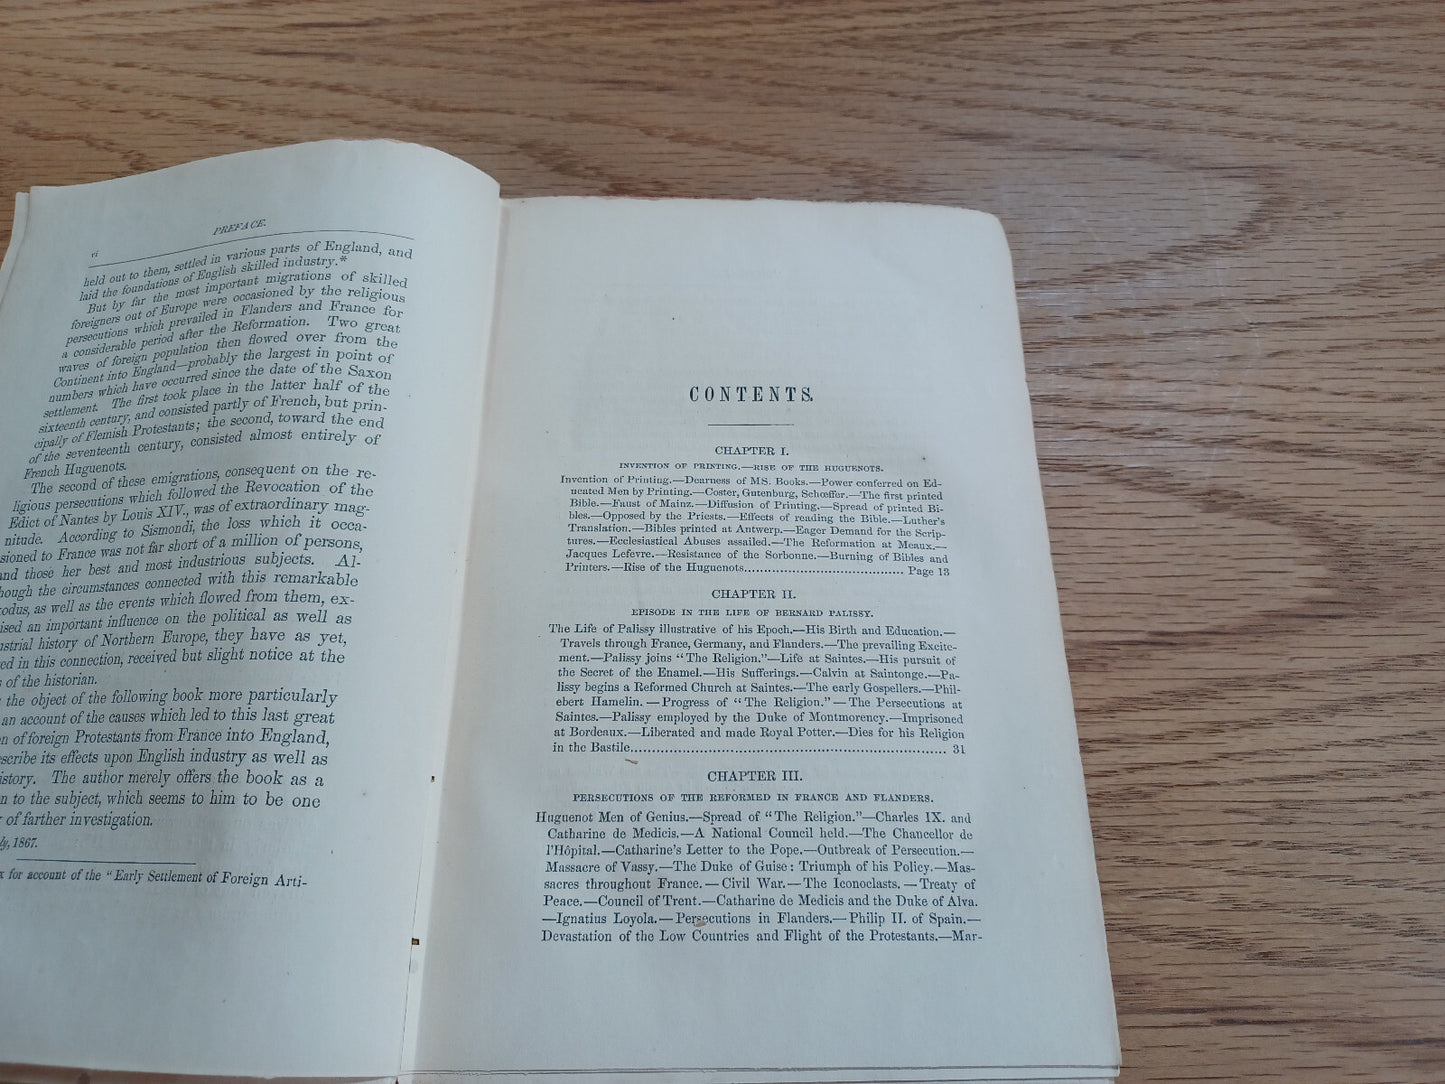 PREFACE.
vi
held out to them, settled in various parts of England, and
laid the foundations of English skilled industry.*
But by far the most important migrations of skilled
foreigners out of Europe were occasioned by the religious
persecutions which prevailed in Flanders and France for
a considerable period after the Reformation. Two great
waves of foreign population then flowed over from the
Continent into England—probably the largest in point of
numbers which have occurred since the date of the Saxon
settlement. The first took place in the latter half of the
sixteenth century, and consisted partly of French, but prin-
cipally of Flemish Protestants; the second, toward the end
of the seventeenth century, consisted almost entirely of
French Huguenots.
The second of these emigrations, consequent on the re-
ligious persecutions which followed the Revocation of the
Edict of Nantes by Louis XIV., was of extraordinary mag-
nitude. According to Sismondi, the loss which it occa-
sioned to France was not far short of a million of persons,
and those her best and most industrious subjects. Al-
hough the circumstances connected with this remarkable
xodus, as well as the events which flowed from them, ex-
ised an important influence on the political as well as
ustrial history of Northern Europe, they have as yet,
ed in this connection, received but slight notice at the
s of the historian.
the object of the following book more particularly
an account of the causes which led to this last great
n of foreign Protestants from France into England,
scribe its effects upon English industry as well as
istory. The author merely offers the book as a
n to the subject, which seems to him to be one
y of farther investigation.
ly, 1867.
x for account of the "Early Settlement of Foreign Arti-
CONTENTS.
CHAPTER I.
INVENTION OF PRINTING.—RISE OF THE HUGUENOTS.
Invention of Printing.—Dearness of MS. Books.—Power conferred on Ed-
ucated Men by Printing.—Coster, Gutenburg, Schœffer.—The first printed
Bible.—Faust of Mainz.—Diffusion of Printing.—Spread of printed Bi-
bles.—Opposed by the Priests.—Effects of reading the Bible.—Luther's
Translation.—Bibles printed at Antwerp.—Eager Demand for the Scrip-
tures.—Ecclesiastical Abuses assailed.—The Reformation at Meaux.—
Jacques Lefevre.—Resistance of the Sorbonne.—Burning of Bibles and
Printers.—Rise of the Huguenots........................................ Page 13
CHAPTER II.
EPISODE IN THE LIFE OF BERNARD PALISSY.
The Life of Palissy illustrative of his Epoch.—His Birth and Education.—
Travels through France, Germany, and Flanders.—The prevailing Excite-
ment.—Palissy joins "The Religion."—Life at Saintes.—His pursuit of
the Secret of the Enamel.—His Sufferings.—Calvin at Saintonge.—Pa-
lissy begins a Reformed Church at Saintes.—The early Gospellers.—Phil-
ebert Hamelin.—Progress of "The Religion."—The Persecutions at
Saintes.—Palissy employed by the Duke of Montmorency.—Imprisoned
at Bordeaux.—Liberated and made Royal Potter.—Dies for his Religion
in the Bastile........................................................................ 31
CHAPTER III.
PERSECUTIONS OF THE REFORMED IN FRANCE AND FLANDERS.
Huguenot Men of Genius.—Spread of "The Religion."—Charles IX. and
Catharine de Medicis.—A National Council held.—The Chancellor de
l'Hôpital.—Catharine's Letter to the Pope.—Outbreak of Persecution.—
Massacre of Vassy.—The Duke of Guise: Triumph of his Policy.—Mas-
sacres throughout France.—Civil War.—The Iconoclasts.—Treaty of
Peace.—Council of Trent.—Catharine de Medicis and the Duke of Alva.
—Ignatius Loyola.—Persecutions in Flanders.—Philip II. of Spain.—
Devastation of the Low Countries and Flight of the Protestants.—Mar-